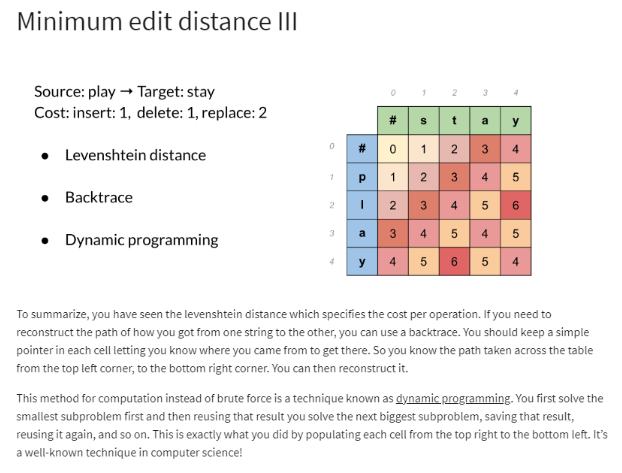 Minimum edit distance III
Source: play → Target: stay
Cost: insert: 1, delete: 1, replace: 2
● Levenshtein distance
● Backtrace
● Dynamic programming
0 1 2 3 4
# s t a y
0 # 0 1 2 3 4
1 p 1 2 3 4 5
2 l 2 3 4 5 6
3 a 3 4 5 4 5
4 y 4 5 6 5 4
To summarize, you have seen the levenshtein distance which specifies the cost per operation. If you need to
reconstruct the path of how you got from one string to the other, you can use a backtrace. You should keep a simple
pointer in each cell letting you know where you came from to get there. So you know the path taken across the table
from the top left corner, to the bottom right corner. You can then reconstruct it.
This method for computation instead of brute force is a technique known as dynamic programming. You first solve the
smallest subproblem first and then reusing that result you solve the next biggest subproblem, saving that result,
reusing it again, and so on. This is exactly what you did by populating each cell from the top right to the bottom left. It's
a well-known technique in computer science!